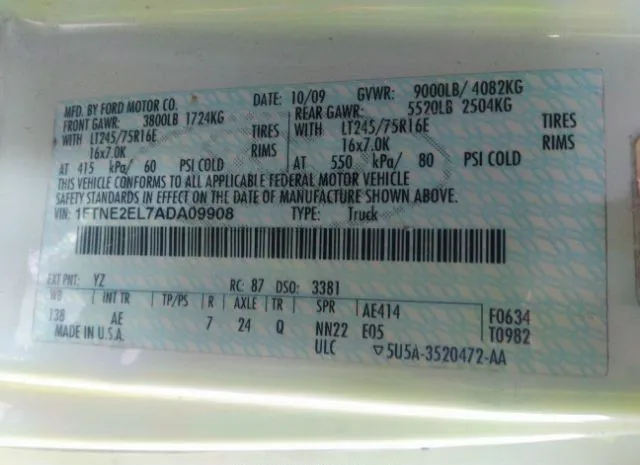 MFD. BY FORD MOTOR CO. DATE: 10/09 GVWR: 9000LB/ 4082KG
FRONT GAWR: 3800LB 1724KG REAR GAWR: 5520LB 2504KG
WITH LT245/75R16E TIRES WITH LT245/75R16E TIRES
16x7.0K RIMS 16x7.0K RIMS
AT 415 kPa/ 60 PSI COLD AT 550 kPa/ 80 PSI COLD
THIS VEHICLE CONFORMS TO ALL APPLICABLE FEDERAL MOTOR VEHICLE
SAFETY STANDARDS IN EFFECT ON THE DATE OF MANUFACTURE SHOWN ABOVE.
VIN: 1FTNE2EL7ADA09908 TYPE: Truck
EXT PNT: YZ RC: 87 DSO: 3381
WB INT TR TP/PS R AXLE TR SPR AE414 F0634
138 AE 7 24 Q NN22 E05 T0982
MADE IN U.S.A. ULC ▽5U5A-3520472-AA